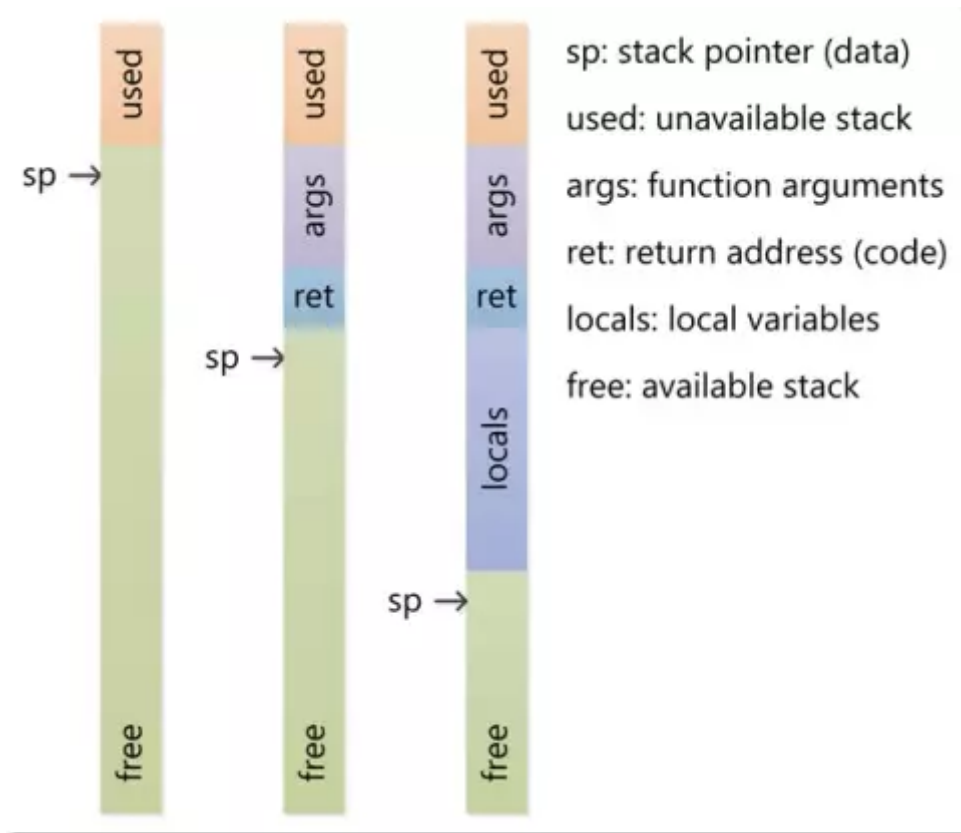 used
sp →
free
used
args
ret
sp →
free
used
args
ret
locals
sp →
free
sp: stack pointer (data)
used: unavailable stack
args: function arguments
ret: return address (code)
locals: local variables
free: available stack